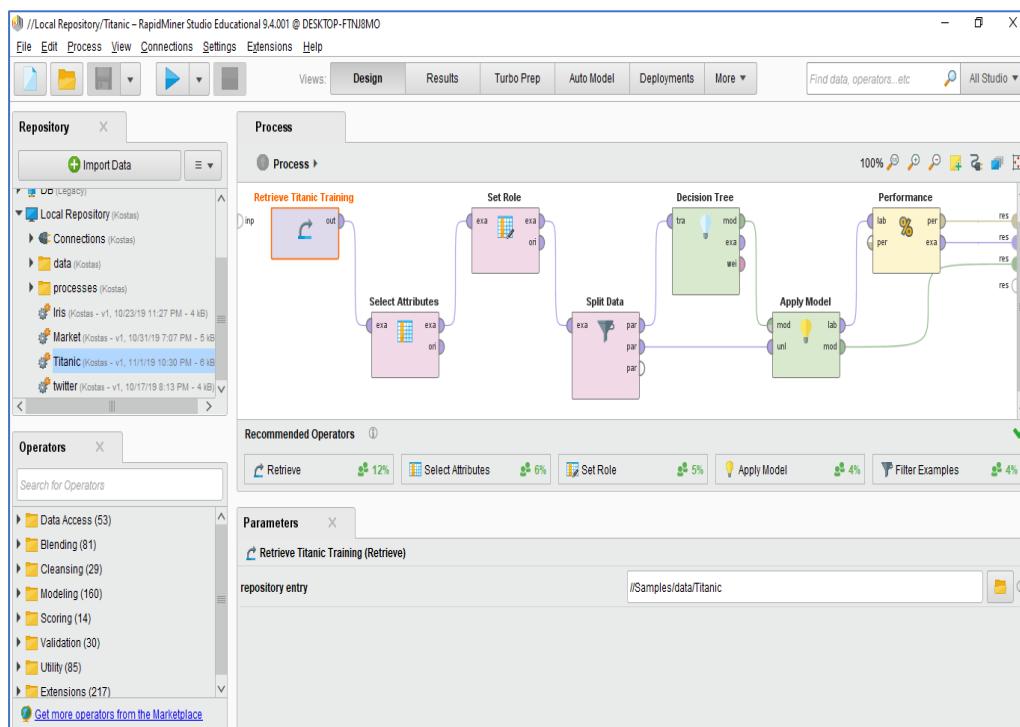 //Local Repository/Titanic – RapidMiner Studio Educational 9.4.001 @ DESKTOP-FTNJ8MO
File Edit Process View Connections Settings Extensions Help
Views: Design Results Turbo Prep Auto Model Deployments More Find data, operators...etc All Studio
Repository
Import Data
DB (Legacy)
Local Repository (Kostas)
Connections (Kostas)
data (Kostas)
processes (Kostas)
Iris (Kostas - v1, 10/23/19 11:27 PM - 4 kB)
Market (Kostas - v1, 10/31/19 7:07 PM - 5 kB)
Titanic (Kostas - v1, 11/1/19 10:30 PM - 6 kB)
twitter (Kostas - v1, 10/17/19 8:13 PM - 4 kB)
Operators
Search for Operators
Data Access (53)
Blending (81)
Cleansing (29)
Modeling (160)
Scoring (14)
Validation (30)
Utility (85)
Extensions (217)
Get more operators from the Marketplace
Process
Process 100%
Retrieve Titanic Training
inp out
Set Role
exa exa
ori
Decision Tree
tra mod
exa
wei
Performance
lab per
per exa
res
res
res
res
Select Attributes
exa exa
ori
Split Data
exa par
par
par
Apply Model
mod lab
unl mod
Recommended Operators
Retrieve 12% Select Attributes 6% Set Role 5% Apply Model 4% Filter Examples 4%
Parameters
Retrieve Titanic Training (Retrieve)
repository entry //Samples/data/Titanic